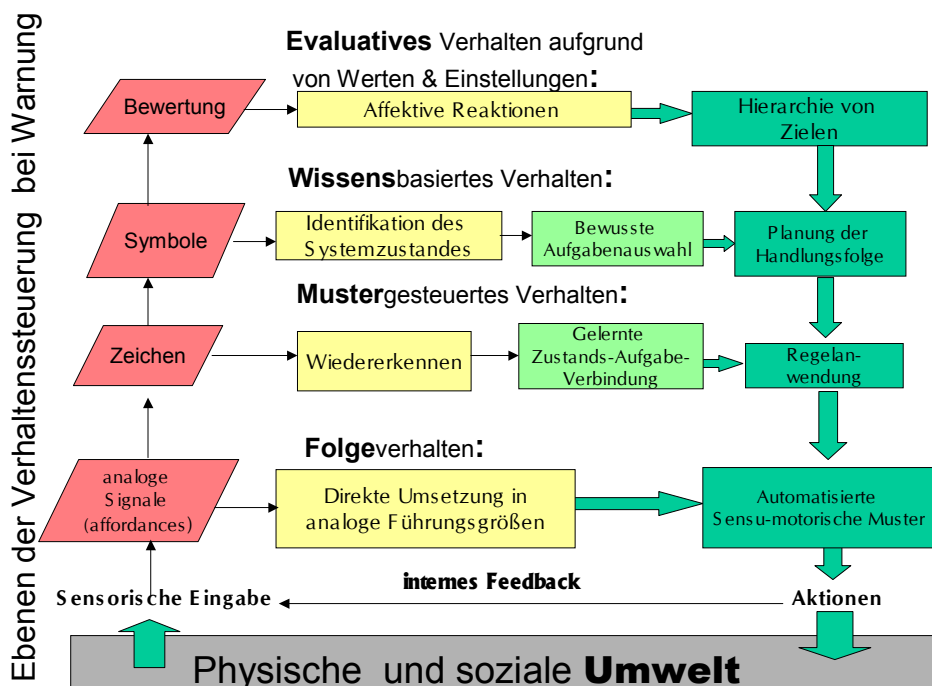 Ebenen der Verhaltenssteuerung bei Warnung
Evaluatives Verhalten aufgrund
von Werten & Einstellungen:
Bewertung
Affektive Reaktionen
Hierarchie von
Zielen
Wissensbasiertes Verhalten:
Symbole
Identifikation des
Systemzustandes
Bewusste
Aufgabenauswahl
Planung der
Handlungsfolge
Mustergesteuertes Verhalten:
Zeichen
Wiedererkennen
Gelernte
Zustands-Aufgabe-
Verbindung
Regelan-
wendung
Folgeverhalten:
analoge
Signale
(affordances)
Direkte Umsetzung in
analoge Führungsgrößen
Automatisierte
Sensu-motorische Muster
Sensorische Eingabe
internes Feedback
Aktionen
Physische und soziale Umwelt